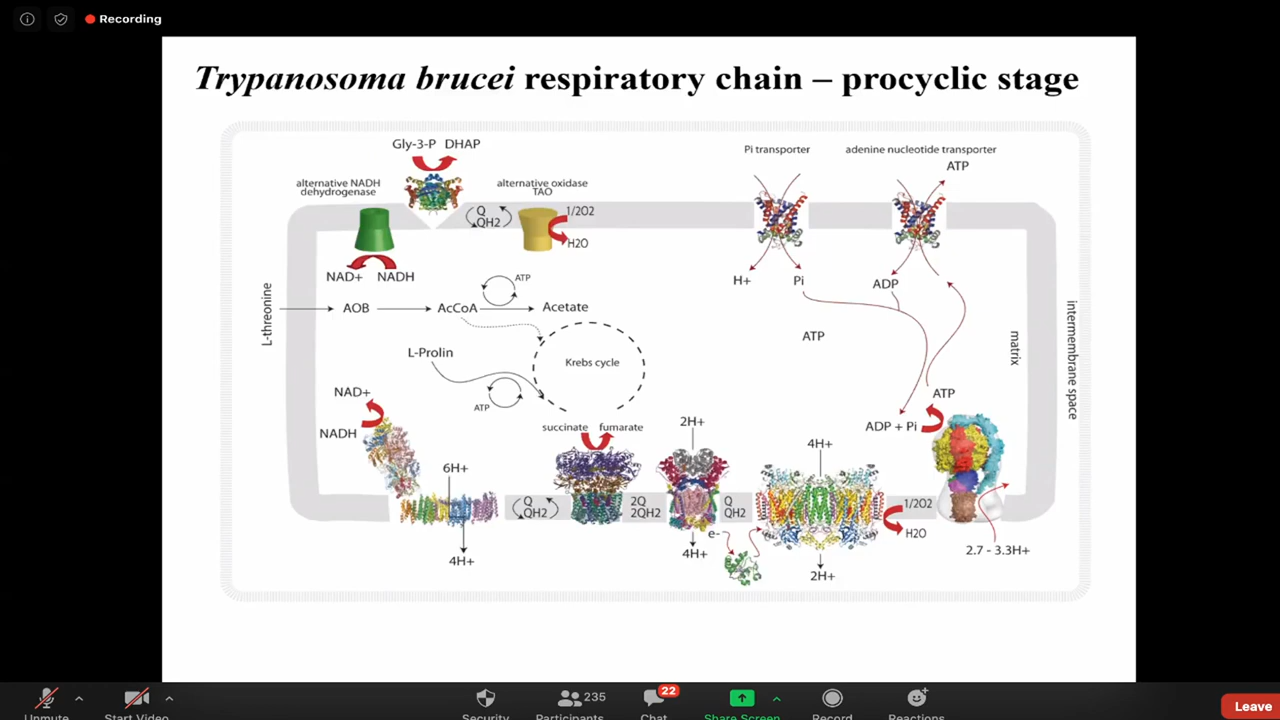 Recording
Trypanosoma brucei respiratory chain – procyclic stage
Gly-3-P DHAP
Pi transporter
adenine nucleotide transporter
ATP
alternative NADH
dehydrogenase
alternative oxidase
TAO
Q
QH2
1/2O2
H2O
NAD+ NADH
H+
Pi
ADP
ATP
L-threonine
AOB
AcCoA
Acetate
ATP
matrix
intermembrane space
L-Prolin
Krebs cycle
NAD+
ATP
ATP
NADH
succinate fumarate
2H+
ADP + Pi
4H+
6H+
Q
QH2
2Q
2QH2
Q
QH2
1/2O2
H2O
e-
4H+
4H+
2H+
2.7 - 3.3H+
22
235
Unmute
Start Video
Security
Participants
Chat
Share Screen
Record
Reactions
Leave